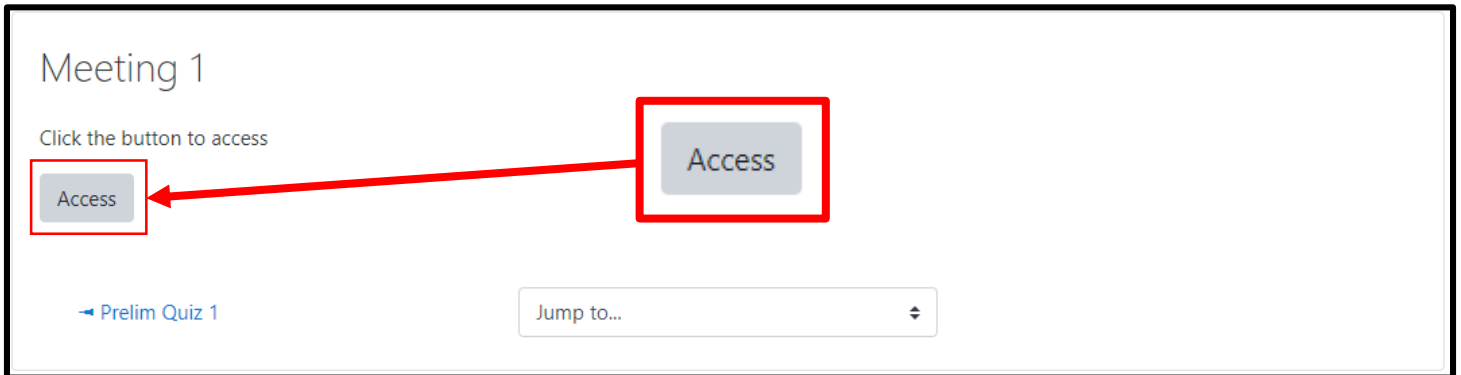 Meeting 1
Click the button to access
Access
Access
Prelim Quiz 1
Jump to...